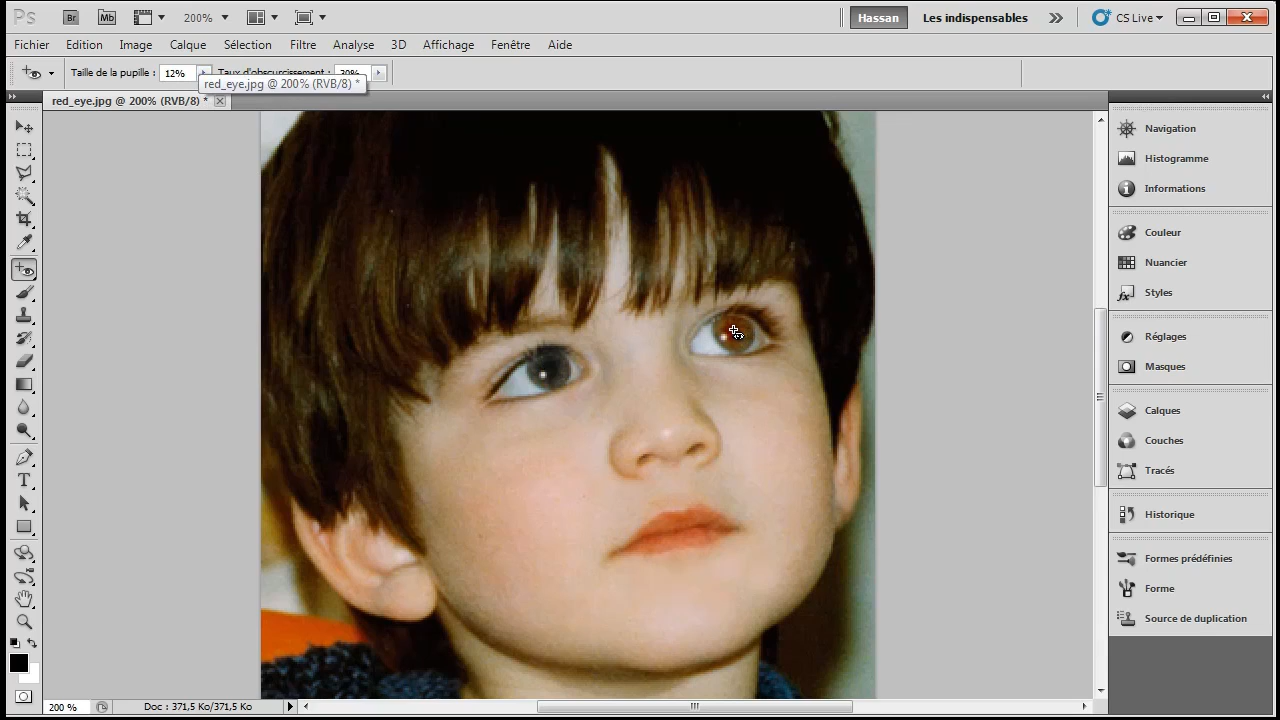 Ps Br Mb 200% Hassan Les indispensables CS Live
Fichier Edition Image Calque Sélection Filtre Analyse 3D Affichage Fenêtre Aide
Taille de la pupille : 12% Taux d'obscurcissement : 20%
red_eye.jpg @ 200% (RVB/8) *
red_eye.jpg @ 200% (RVB/8) *
Navigation
Histogramme
Informations
Couleur
Nuancier
Styles
Réglages
Masques
Calques
Couches
Tracés
Historique
Formes prédéfinies
Forme
Source de duplication
200 % Doc : 371,5 Ko/371,5 Ko